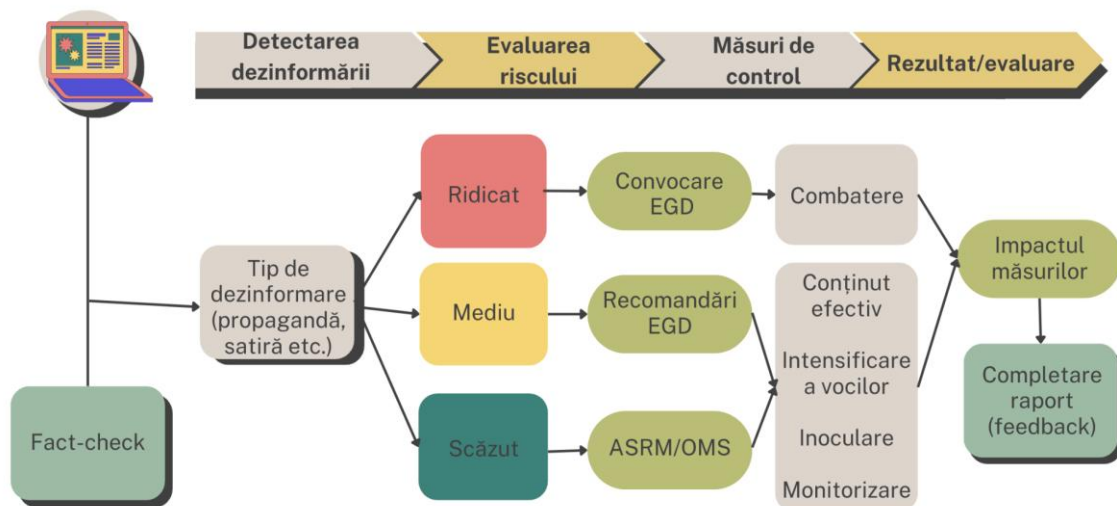 Detectarea
dezinformării
Evaluarea
riscului
Măsuri de
control
Rezultat/evaluare
Ridicat
Convocare
EGD
Combatere
Tip de
dezinformare
(propagandă,
satiră etc.)
Mediu
Recomandări
EGD
Conținut
efectiv
Intensificare
a vocilor
Inoculare
Monitorizare
Impactul
măsurilor
Fact-check
Scăzut
ASRM/OMS
Completare
raport
(feedback)